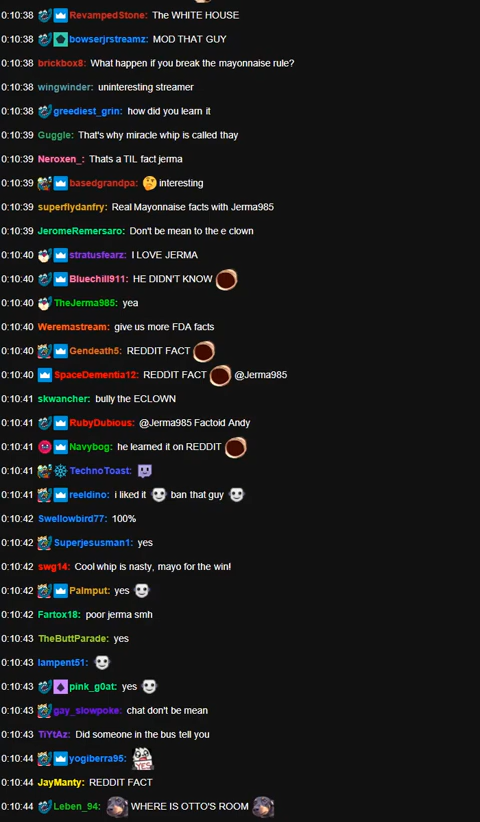 0:10:38 RevampedStone: The WHITE HOUSE
0:10:38 bowserjrstreamz: MOD THAT GUY
0:10:38 brickbox8: What happen if you break the mayonnaise rule?
0:10:38 wingwinder: uninteresting streamer
0:10:38 greediest_grin: how did you learn it
0:10:39 Guggle: That's why miracle whip is called thay
0:10:39 Neroxen_: Thats a TIL fact jerma
0:10:39 basedgrandpa: interesting
0:10:39 superflydanfry: Real Mayonnaise facts with Jerma985
0:10:39 JeromeRemersaro: Don't be mean to the e clown
0:10:40 stratusfearz: I LOVE JERMA
0:10:40 Bluechill911: HE DIDN'T KNOW
0:10:40 TheJerma985: yea
0:10:40 Weremastream: give us more FDA facts
0:10:40 Gendeath5: REDDIT FACT
0:10:40 SpaceDementia12: REDDIT FACT @Jerma985
0:10:41 skwancher: bully the ECLOWN
0:10:41 RubyDubious: @Jerma985 Factoid Andy
0:10:41 Navybog: he learned it on REDDIT
0:10:41 TechnoToast:
0:10:41 reeldino: i liked it ban that guy
0:10:42 Swellowbird77: 100%
0:10:42 Superjesusman1: yes
0:10:42 swg14: Cool whip is nasty, mayo for the win!
0:10:42 Palmput: yes
0:10:42 Fartox18: poor jerma smh
0:10:43 TheButtParade: yes
0:10:43 lampent51:
0:10:43 pink_g0at: yes
0:10:43 gay_slowpoke: chat don't be mean
0:10:43 TiYtAz: Did someone in the bus tell you
0:10:44 yogiberra95: YES
0:10:44 JayManty: REDDIT FACT
0:10:44 Leben_94: WHERE IS OTTO'S ROOM